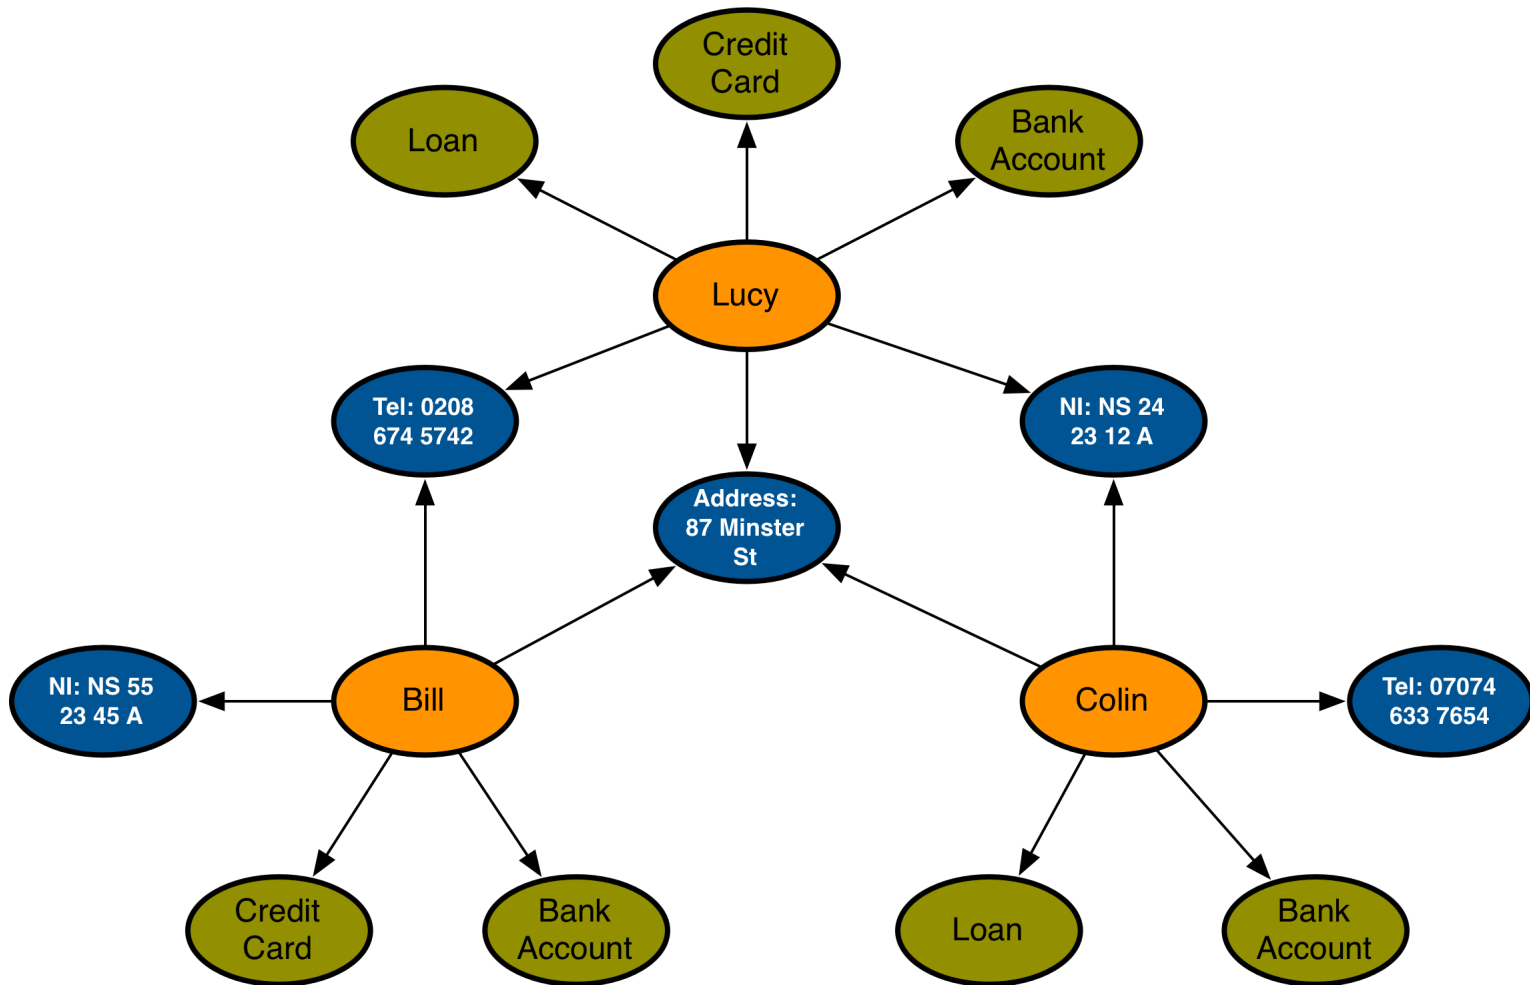 Credit
Card
Loan
Bank
Account
Lucy
Tel: 0208
674 5742
NI: NS 24
23 12 A
Address:
87 Minster
St
NI: NS 55
23 45 A
Bill
Colin
Tel: 07074
633 7654
Credit
Card
Bank
Account
Loan
Bank
Account